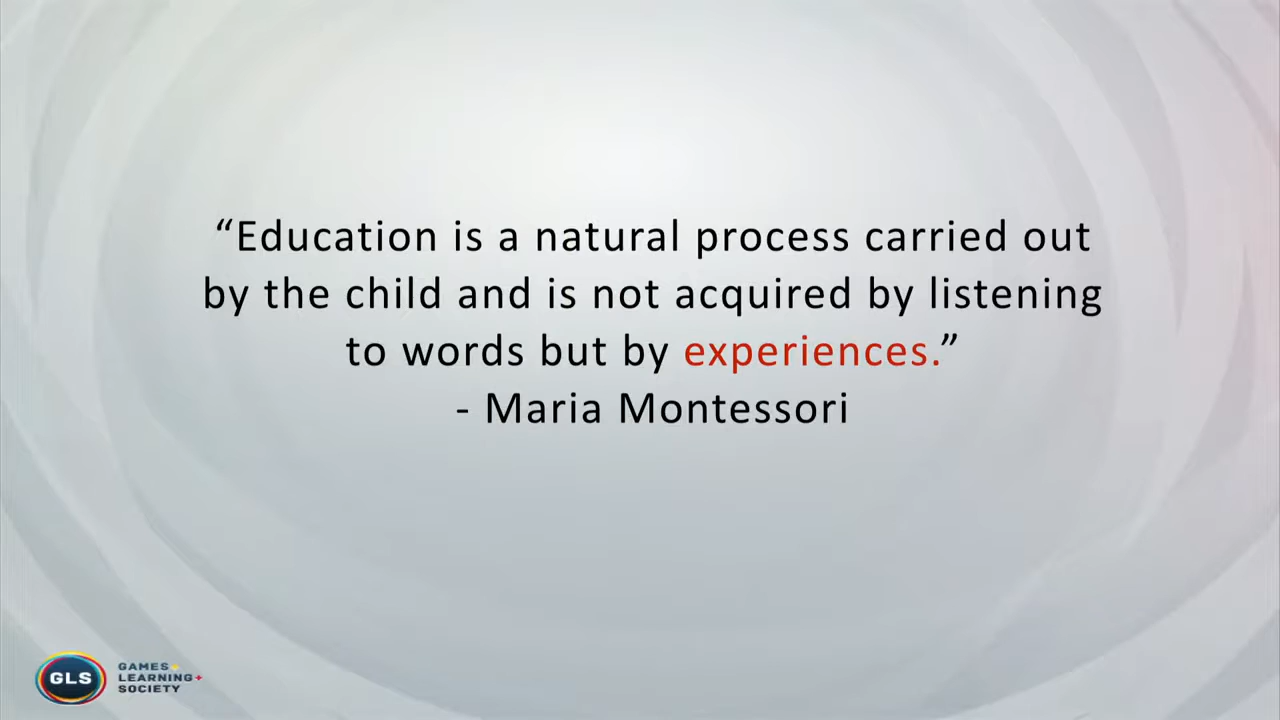 “Education is a natural process carried out
by the child and is not acquired by listening
to words but by experiences.”
- Maria Montessori
GLS
GAMES+
LEARNING+
SOCIETY